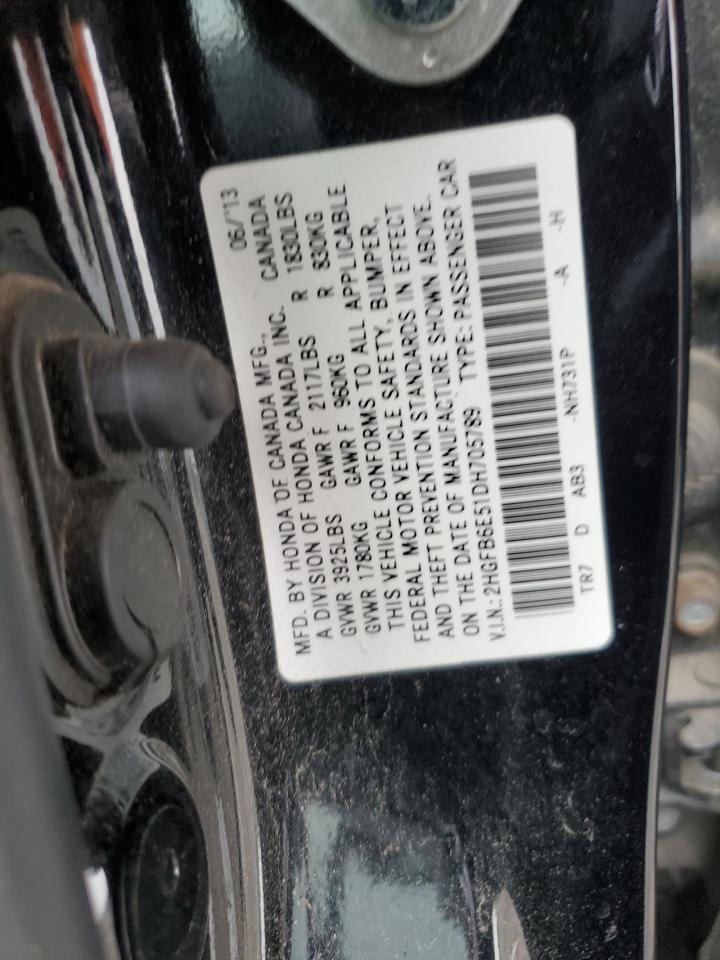 MFD. BY HONDA OF CANADA MFG., 06/'13
A DIVISION OF HONDA CANADA INC. CANADA
GVWR 3925LBS GAWR F 2117LBS R 1830LBS
GVWR 1780KG GAWR F 960KG R 830KG
THIS VEHICLE CONFORMS TO ALL APPLICABLE
FEDERAL MOTOR VEHICLE SAFETY, BUMPER,
AND THEFT PREVENTION STANDARDS IN EFFECT
ON THE DATE OF MANUFACTURE SHOWN ABOVE.
V.I.N.: 2HGFB6E51DH705789 TYPE: PASSENGER CAR
TR7 D AB3 -NH731P -A -H